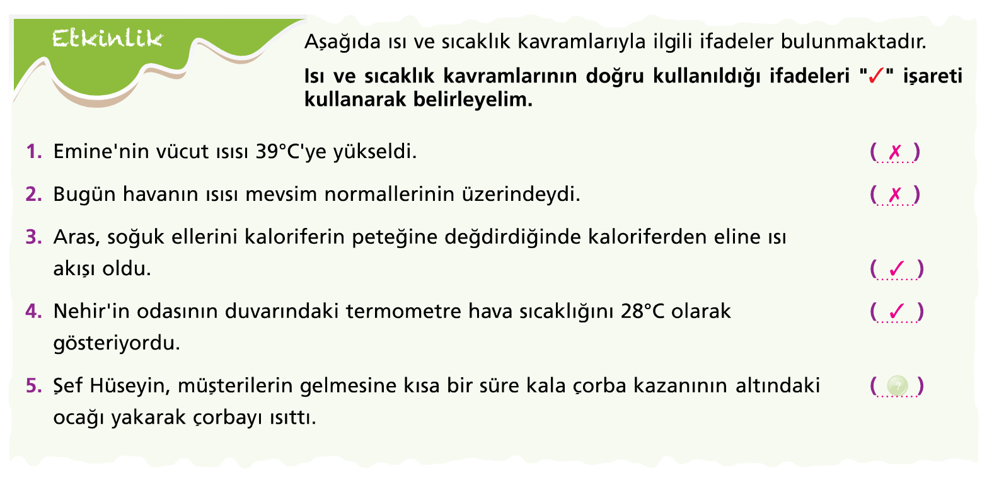 Etkinlik
Aşağıda ısı ve sıcaklık kavramlarıyla ilgili ifadeler bulunmaktadır.
Isı ve sıcaklık kavramlarının doğru kullanıldığı ifadeleri "✓" işareti
kullanarak belirleyelim.
1. Emine'nin vücut ısısı 39°C'ye yükseldi. (✗)
2. Bugün havanın ısısı mevsim normallerinin üzerindeydi. (✗)
3. Aras, soğuk ellerini kaloriferin peteğine değdirdiğinde kaloriferden eline ısı
akışı oldu. (✓)
4. Nehir'in odasının duvarındaki termometre hava sıcaklığını 28°C olarak (✓)
gösteriyordu.
5. Şef Hüseyin, müşterilerin gelmesine kısa bir süre kala çorba kazanının altındaki (?)
ocağı yakarak çorbayı ısıttı.